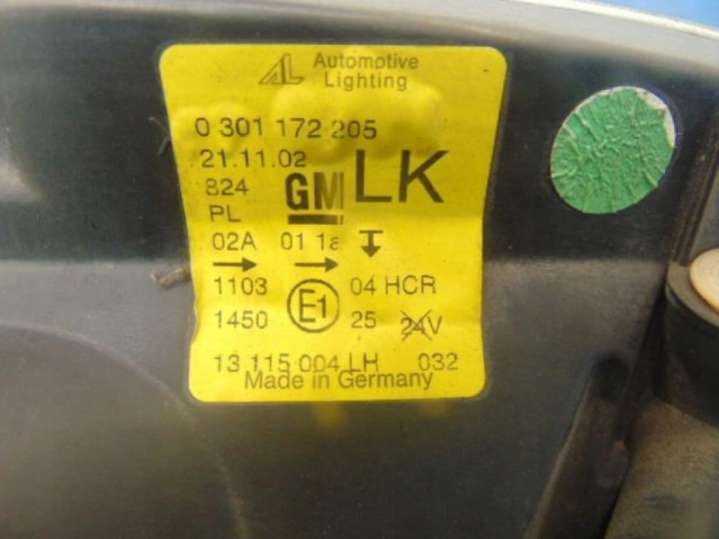 AL Automotive
Lighting
0 301 172 205
21.11.02
824 GM LK
PL
02A 01 1a
1103 E1 04 HCR
1450 25 24V
13 115 004 LH 032
Made in Germany